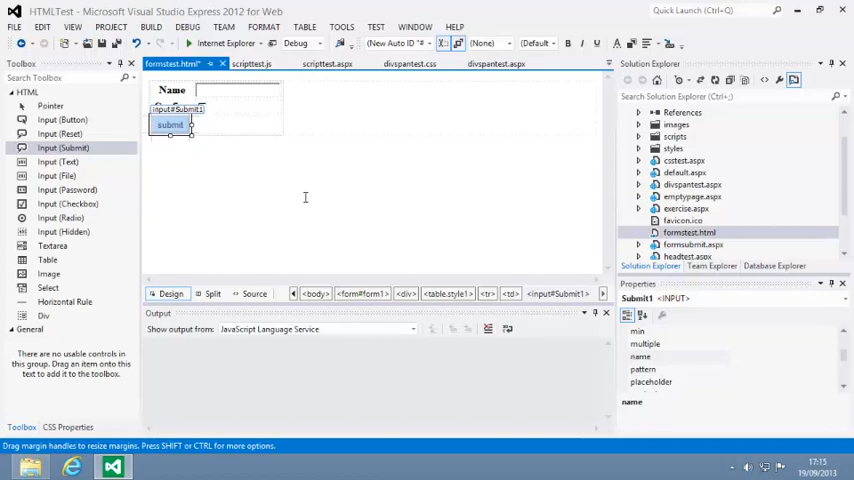 HTMLTest - Microsoft Visual Studio Express 2012 for Web
Quick Launch (Ctrl+;)
FILE EDIT VIEW PROJECT BUILD DEBUG TEAM FORMAT TABLE TOOLS TEST WINDOW HELP
Internet Explorer Debug (New Auto ID "# (None) (Default B I U A
Toolbox
Search Toolbox
HTML
Pointer
Input (Button)
Input (Reset)
Input (Submit)
Input (Text)
Input (File)
Input (Password)
Input (Checkbox)
Input (Radio)
Input (Hidden)
Textarea
Table
Image
Select
Horizontal Rule
Div
General
There are no usable controls in
this group. Drag an item onto this
text to add it to the toolbox.
Toolbox CSS Properties
formstest.html* scripttest.js scripttest.aspx divspantest.css divspantest.aspx
Name
input#Submit1
submit
Design Split Source <body> <form#form1> <div> <table.style1> <tr> <td> <input#Submit1>
Output
Show output from: JavaScript Language Service
Solution Explorer
Search Solution Explorer (Ctrl+;)
References
images
scripts
styles
csstest.aspx
default.aspx
divspantest.aspx
emptypage.aspx
exercise.aspx
favicon.ico
formstest.html
formsubmit.aspx
headtest.aspx
Solution Explorer Team Explorer Database Explorer
Properties
Submit1 <INPUT>
min
multiple
name
pattern
placeholder
name
Drag margin handles to resize margins. Press SHIFT or CTRL for more options.
17:15
19/09/2013